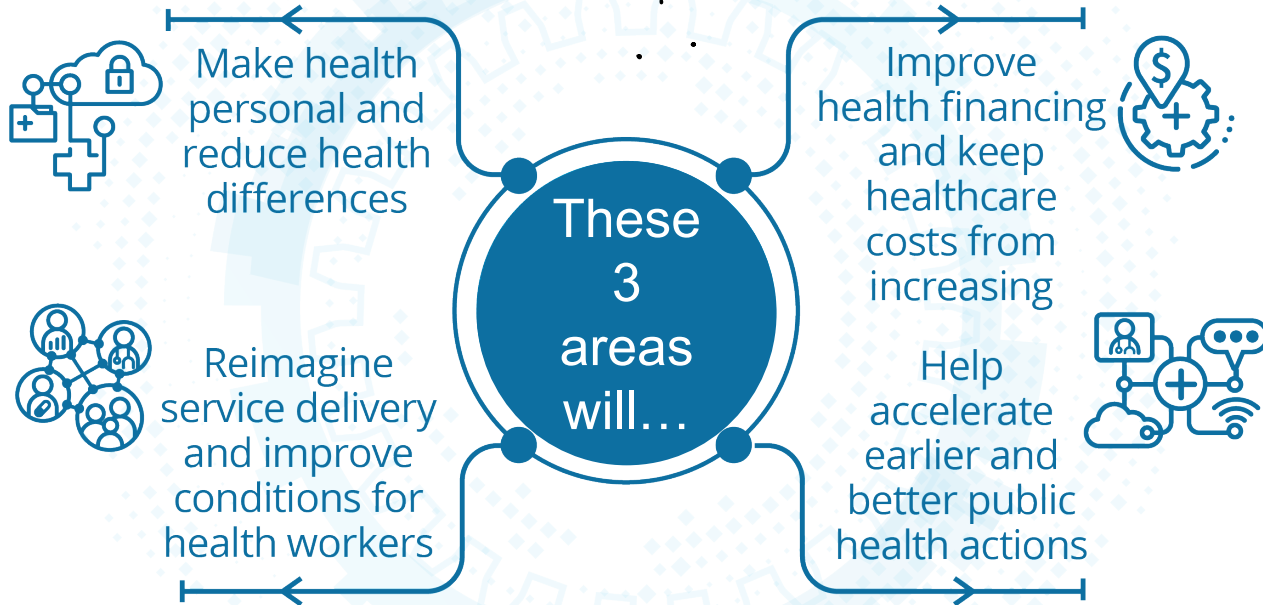 Make health
personal and
reduce health
differences
Improve
health financing
and keep
healthcare
costs from
increasing
These
3
areas
will...
Reimagine
service delivery
and improve
conditions for
health workers
Help
accelerate
earlier and
better public
health actions
$